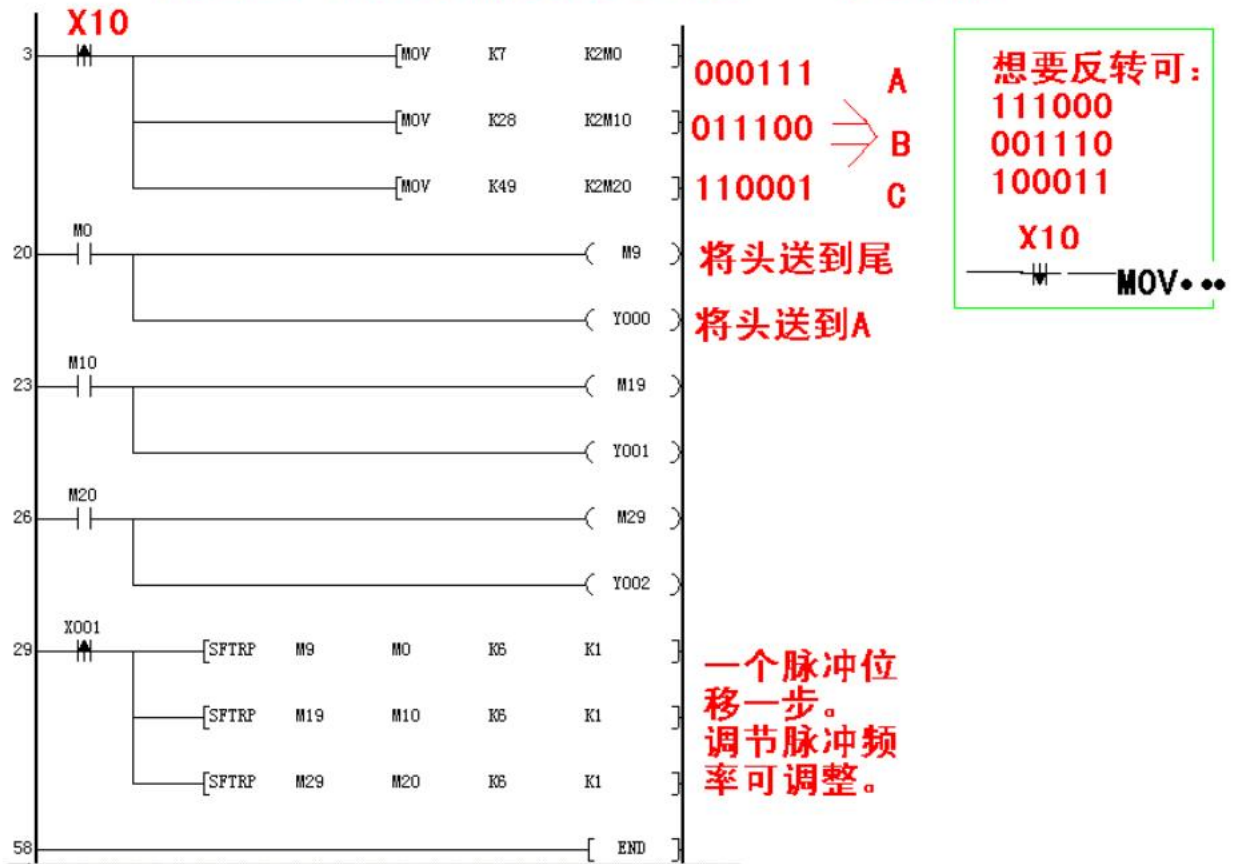 X10
3 [MOV K7 K2M0 ] 000111 A
[MOV K28 K2M10 ] 011100 B
[MOV K49 K2M20 ] 110001 C
M0
20 ( M9 ) 将头送到尾
( Y000 ) 将头送到A
M10
23 ( M19 )
( Y001 )
M20
26 ( M29 )
( Y002 )
X001
29 [SFTRP M9 M0 K6 K1 ]
[SFTRP M19 M10 K6 K1 ]
[SFTRP M29 M20 K6 K1 ]
一个脉冲位
移一步。
调节脉冲频
率可调整。
58 [ END ]
想要反转可：
111000
001110
100011
X10
MOV•••